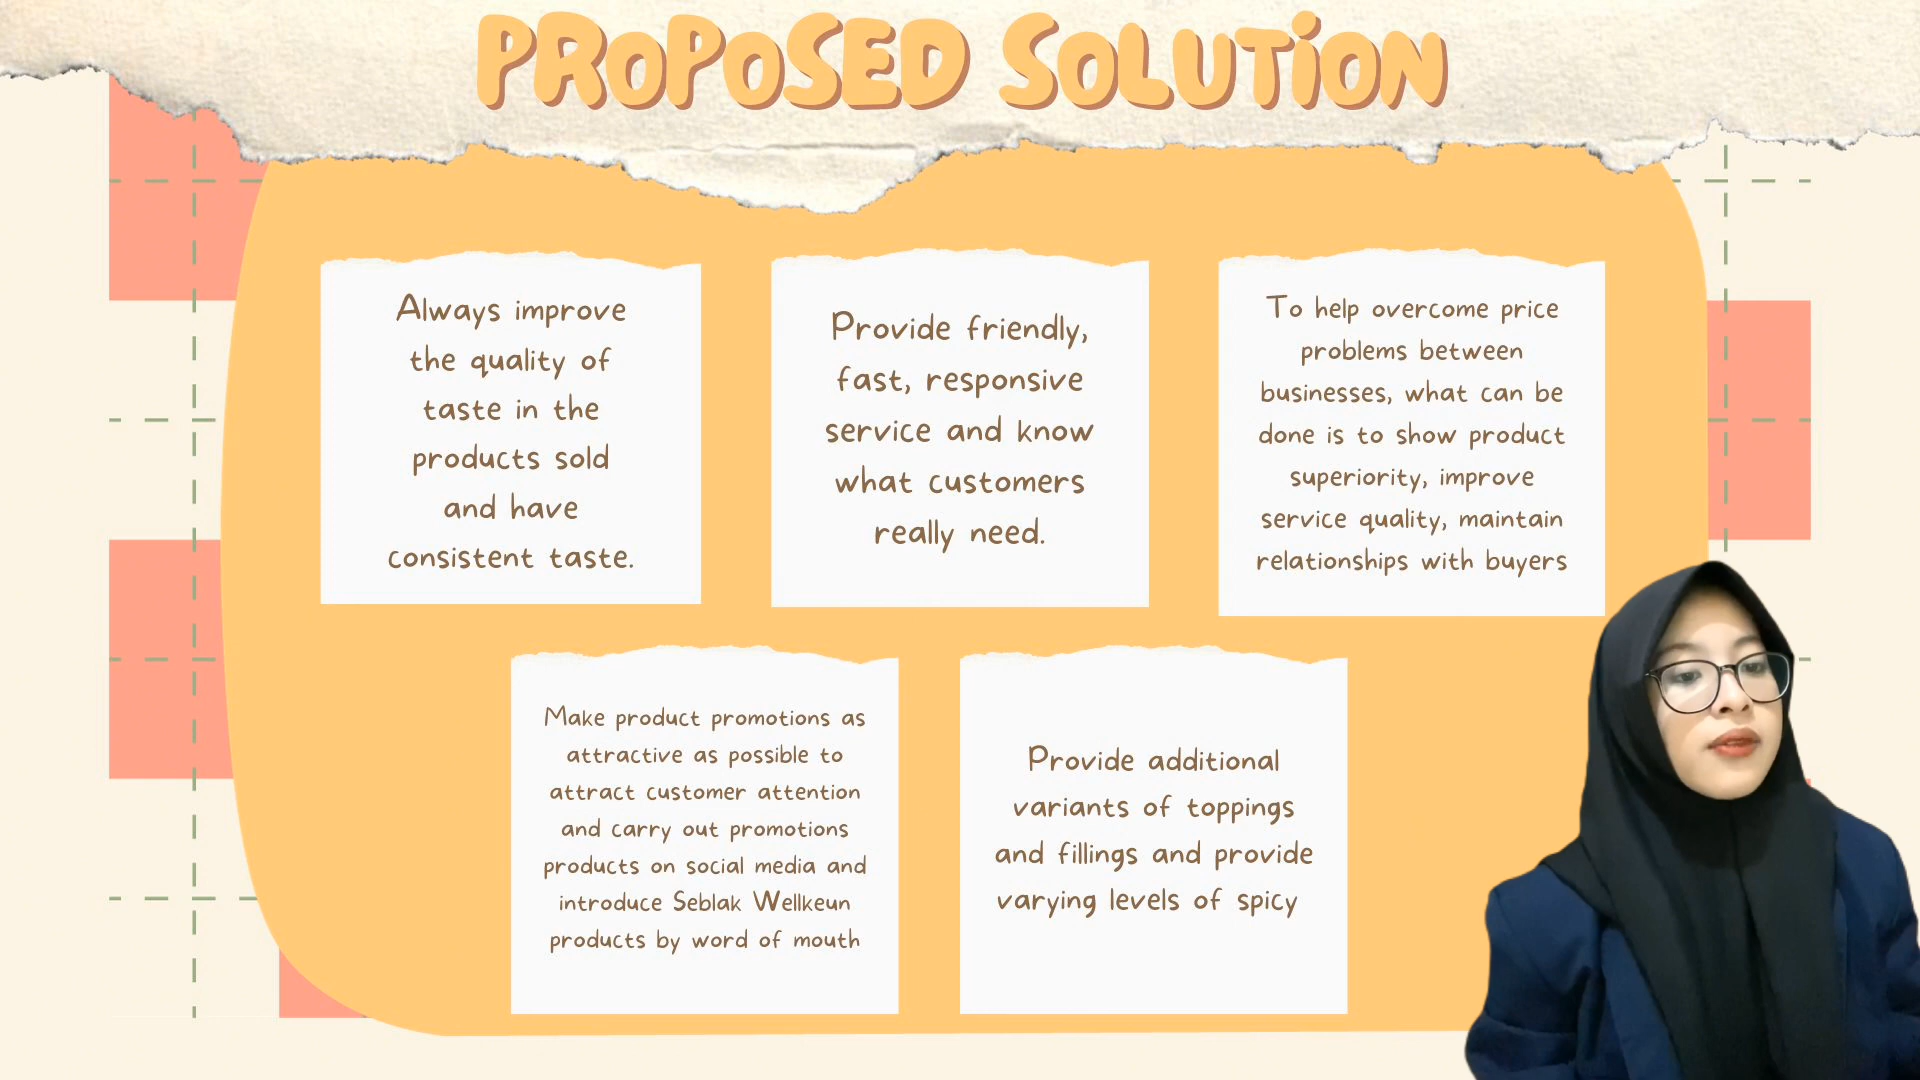 PROPOSED SOLUTION
Always improve
the quality of
taste in the
products sold
and have
consistent taste.
Provide friendly,
fast, responsive
service and know
what customers
really need.
To help overcome price
problems between
businesses, what can be
done is to show product
superiority, improve
service quality, maintain
relationships with buyers
Make product promotions as
attractive as possible to
attract customer attention
and carry out promotions
products on social media and
introduce Seblak Wellkeun
products by word of mouth
Provide additional
variants of toppings
and fillings and provide
varying levels of spicy